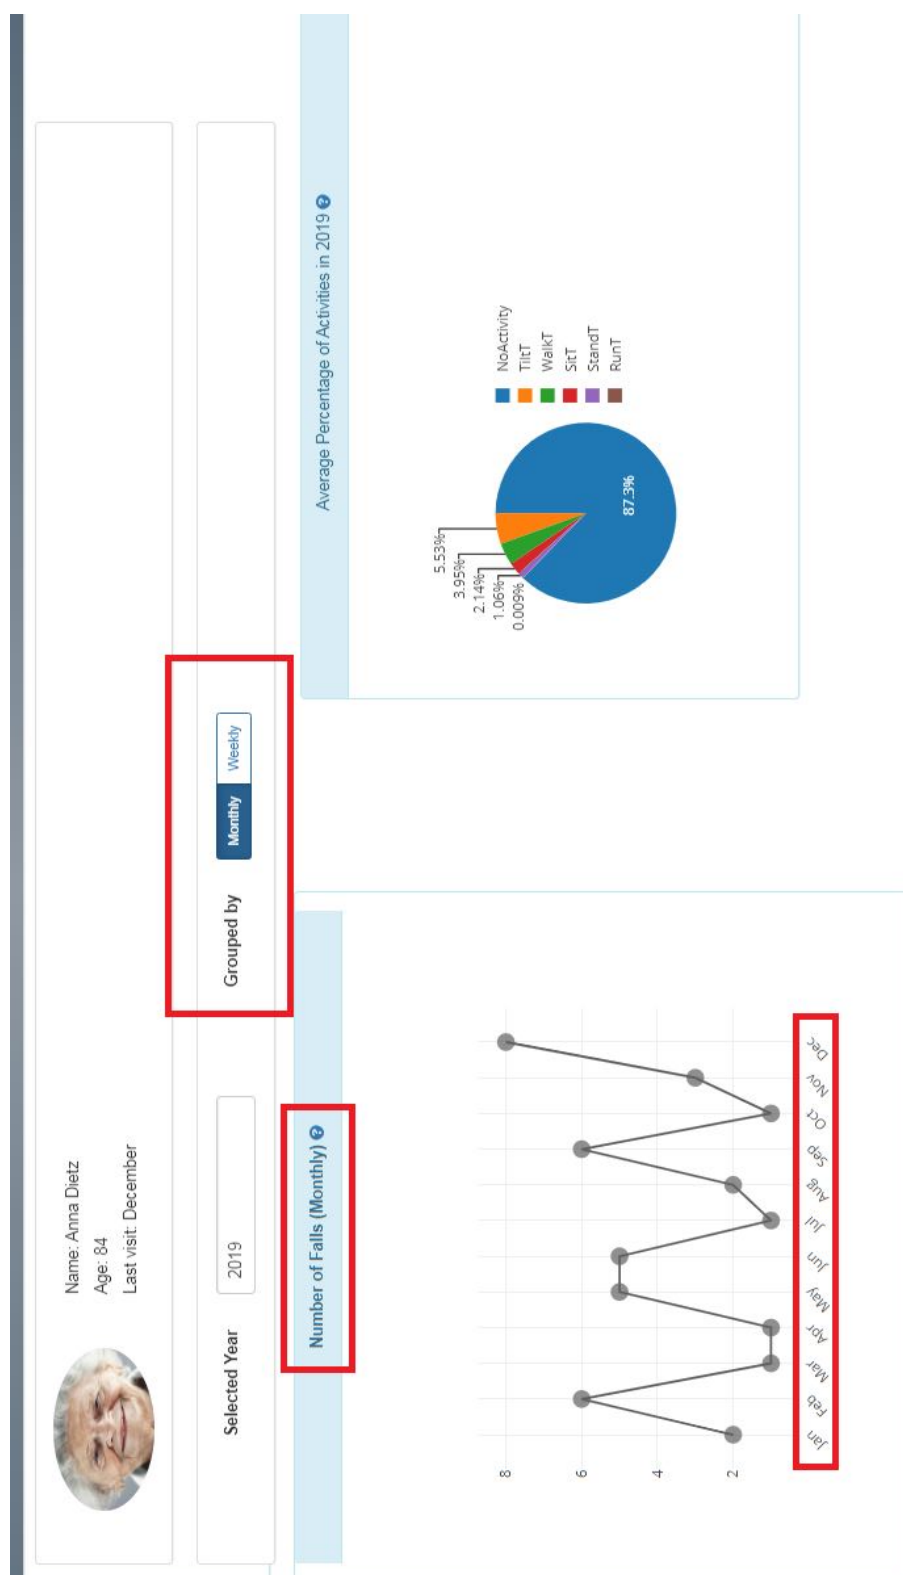 Name: Anna Dietz
Age: 84
Last visit: December
Selected Year
2019
Grouped by
Monthly
Weekly
Number of Falls (Monthly)
8
6
4
2
Jan
Feb
Mar
Apr
May
Jun
Jul
Aug
Sep
Oct
Nov
Dec
Average Percentage of Activities in 2019
5.53%
3.95%
2.14%
1.06%
0.009%
87.3%
NoActivity
TiltT
WalkT
SitT
StandT
RunT